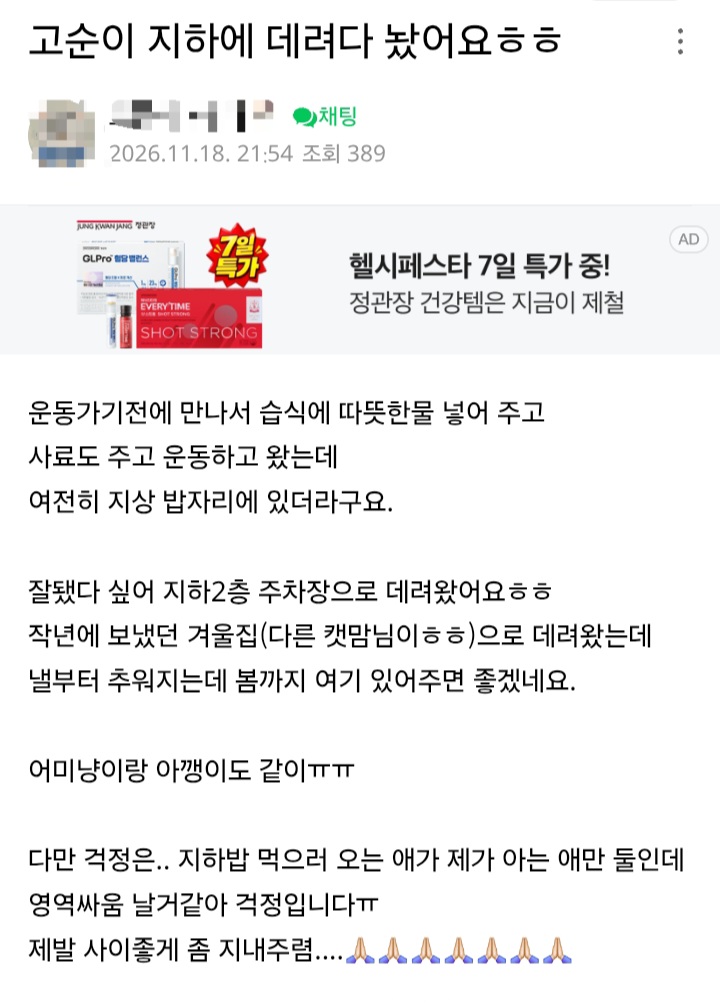 고순이 지하에 데려다 놨어요ㅎㅎ
채팅
2026.11.18. 21:54 조회 389
JUNG KWAN JANG 정관장
GLPro 혈당 밸런스
7일
특가
EVERYTIME
SHOT STRONG
헬시페스타 7일 특가 중!
정관장 건강템은 지금이 제철
AD
운동가기전에 만나서 습식에 따뜻한물 넣어 주고
사료도 주고 운동하고 왔는데
여전히 지상 밥자리에 있더라구요.
잘됐다 싶어 지하2층 주차장으로 데려왔어요ㅎㅎ
작년에 보냈던 겨울집(다른 캣맘님이ㅎㅎ)으로 데려왔는데
낼부터 추워지는데 봄까지 여기 있어주면 좋겠네요.
어미냥이랑 아깽이도 같이ㅠㅠ
다만 걱정은.. 지하밥 먹으러 오는 애가 제가 아는 애만 둘인데
영역싸움 날거같아 걱정입니다ㅠ
제발 사이좋게 좀 지내주렴....🙏🏻🙏🏻🙏🏻🙏🏻🙏🏻🙏🏻🙏🏻